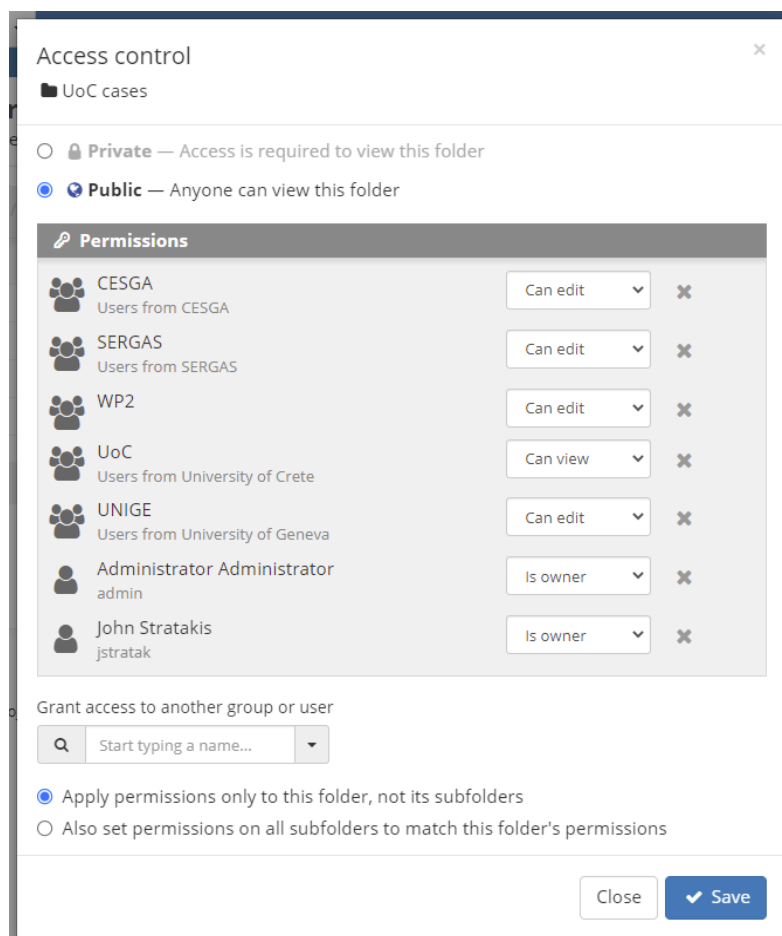 Access control
×
UoC cases
Private — Access is required to view this folder
Public — Anyone can view this folder
Permissions
CESGA
Users from CESGA
Can edit
SERGAS
Users from SERGAS
Can edit
WP2
Can edit
UoC
Users from University of Crete
Can view
UNIGE
Users from University of Geneva
Can edit
Administrator Administrator
admin
Is owner
John Stratakis
jstratak
Is owner
Grant access to another group or user
Start typing a name...
Apply permissions only to this folder, not its subfolders
Also set permissions on all subfolders to match this folder's permissions
Close
Save